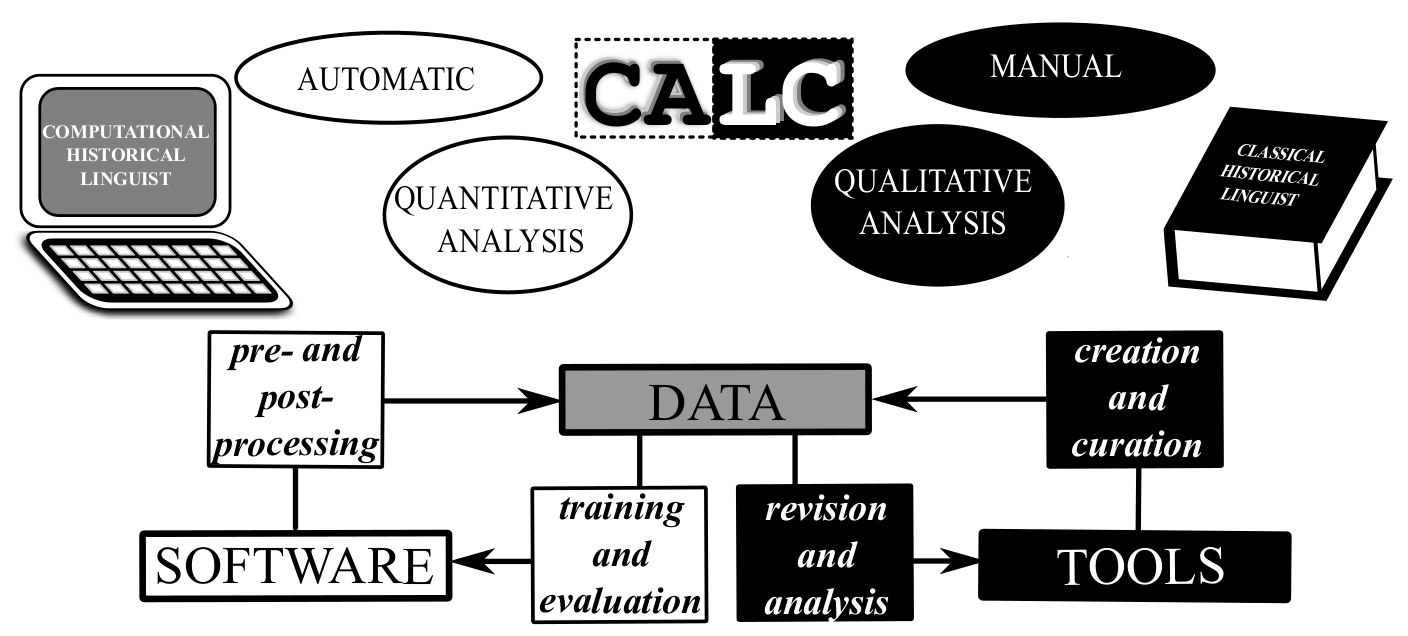 AUTOMATIC
CALC
MANUAL
COMPUTATIONAL
HISTORICAL
LINGUIST
QUANTITATIVE
ANALYSIS
QUALITATIVE
ANALYSIS
CLASSICAL
HISTORICAL
LINGUIST
pre- and
post-
processing
DATA
creation
and
curation
SOFTWARE
training
and
evaluation
revision
and
analysis
TOOLS